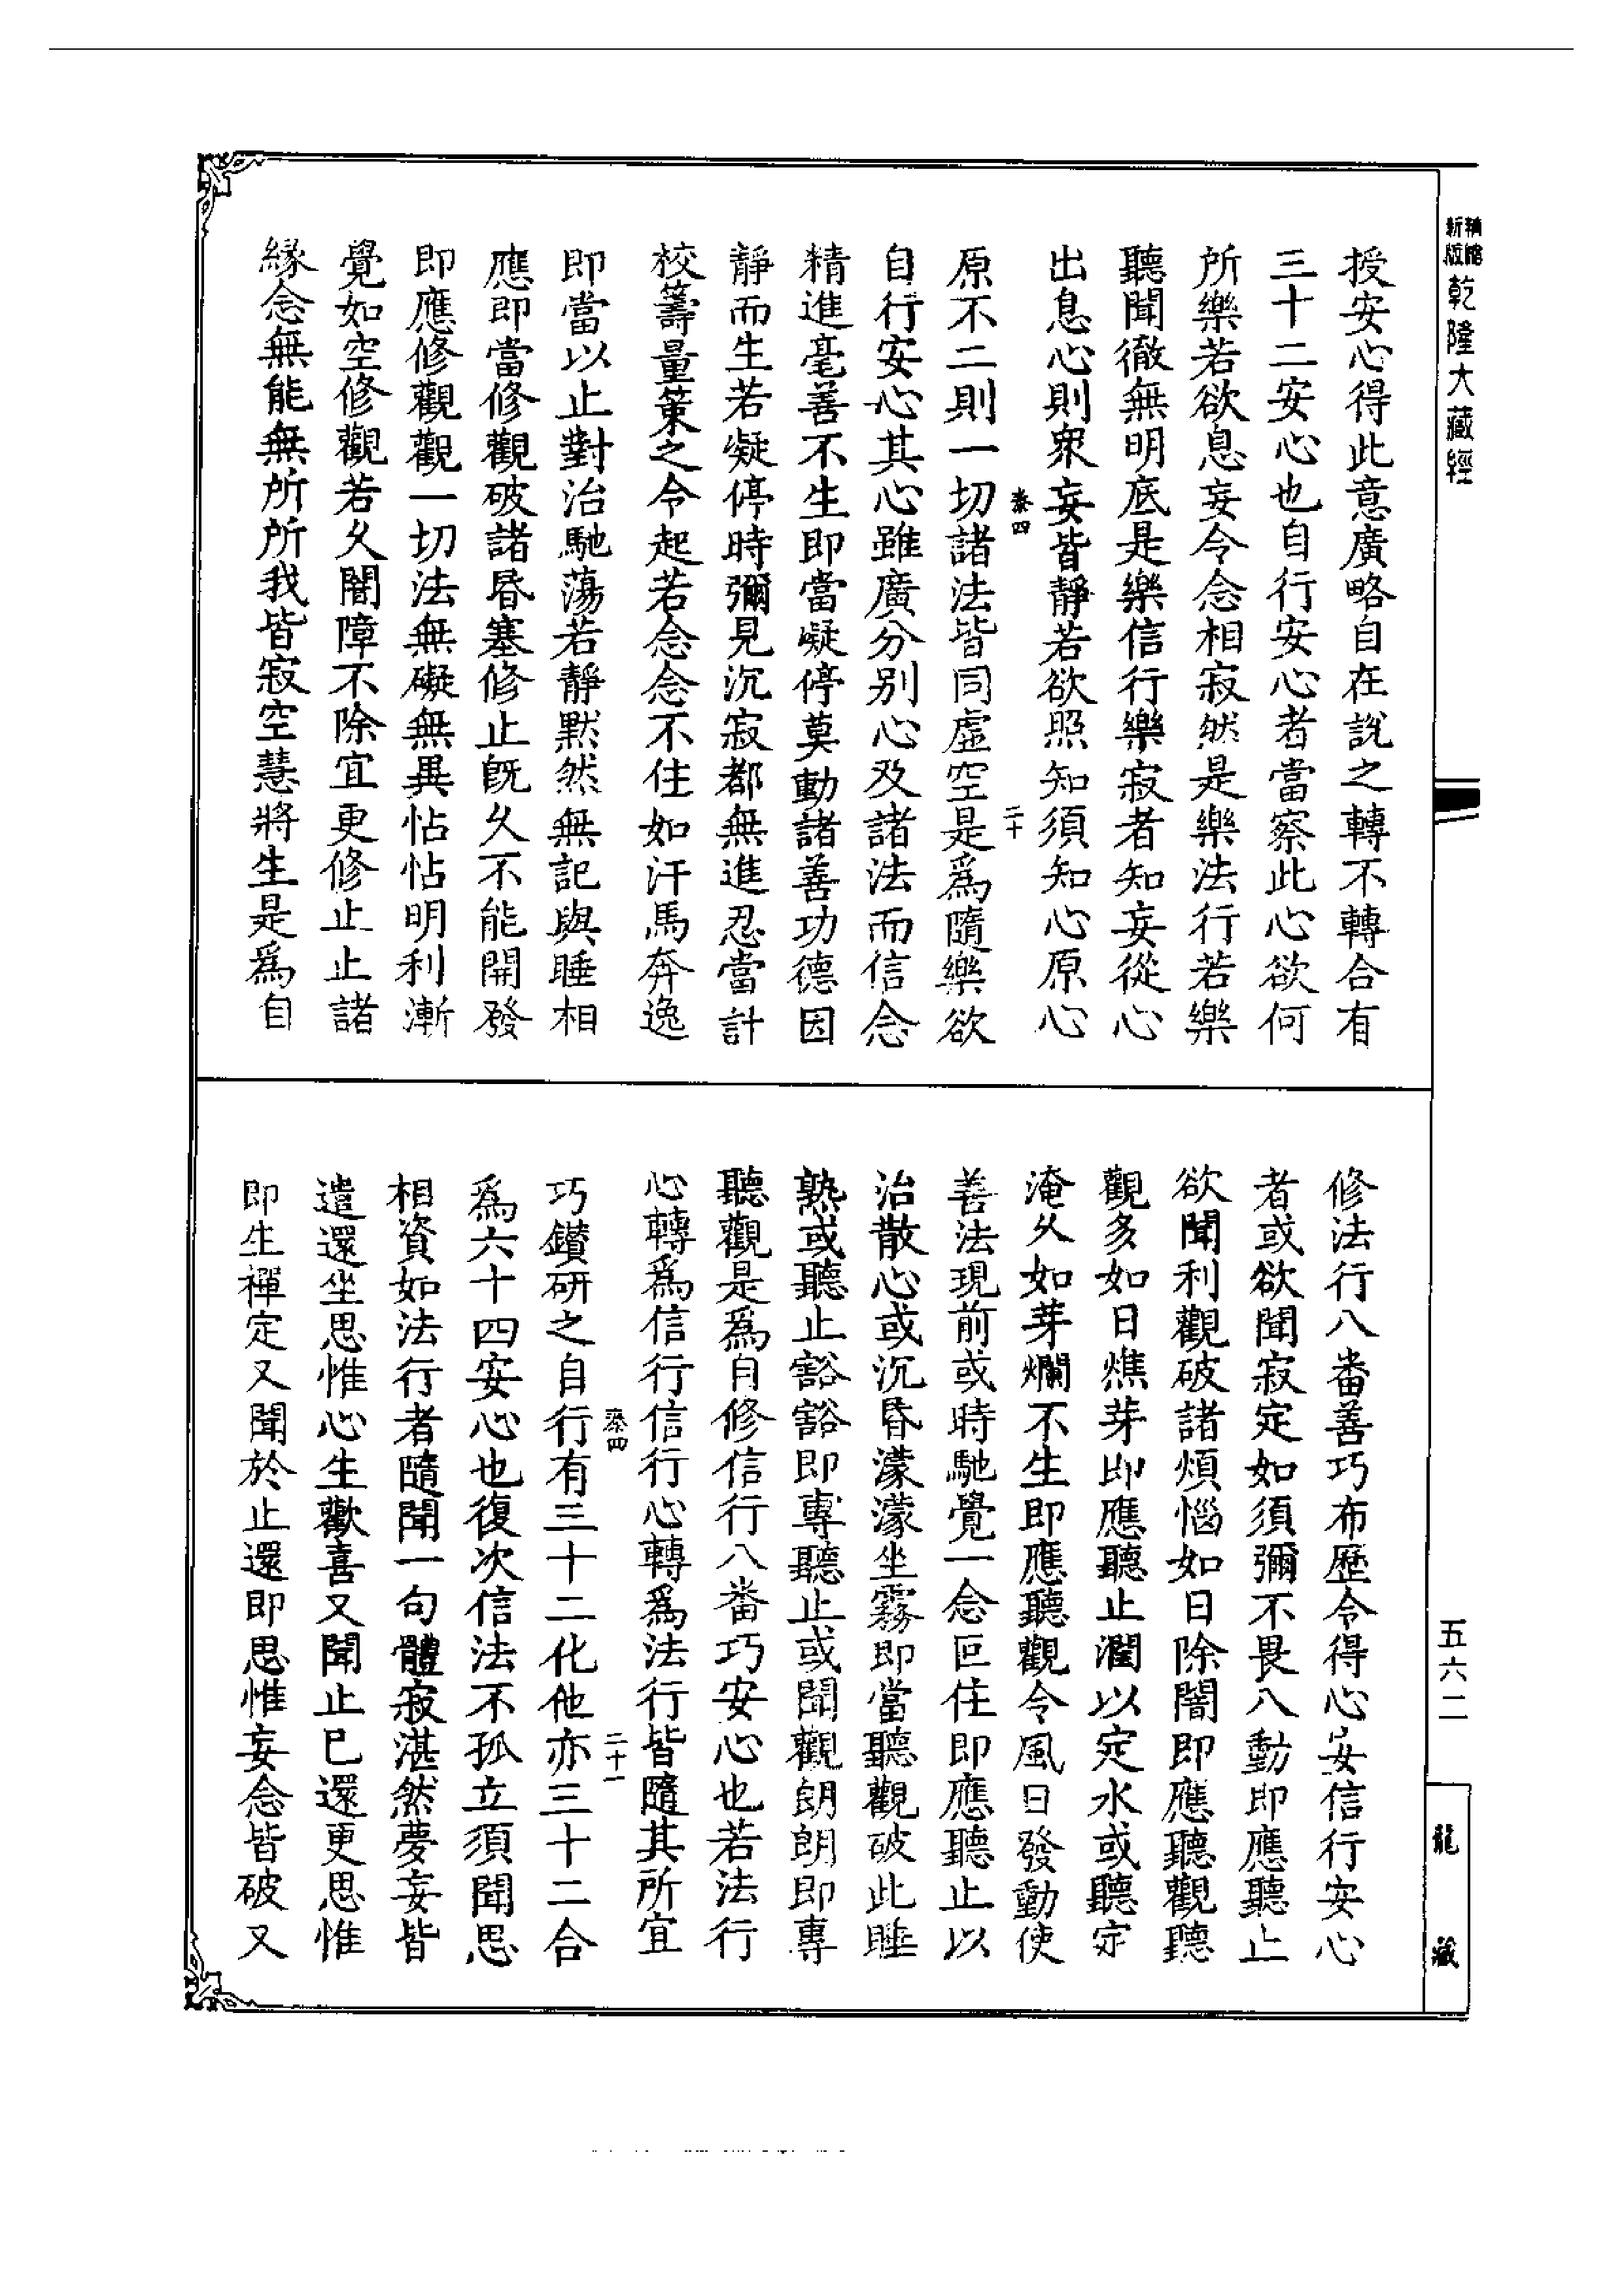 精縮
新版
乾隆大藏經
授安心得此意廣略自在說之轉不轉合有
三十二安心也自行安心者當察此心欲何
所樂若欲息妄令念相寂然是樂法行若樂
聽聞徹無明底是樂信行樂寂者知妄從心
出息心則衆妄皆靜若欲照知須知心原心
泰四
二十
原不二則一切諸法皆同虛空是爲隨樂欲
自行安心其心雖廣分別心及諸法而信念
精進毫善不生即當凝停莫動諸善功德因
靜而生若凝停時彌見沉寂都無進忍當計
校籌量策之令起若念念不住如汗馬奔逸
即當以止對治馳蕩若靜默然無記與睡相
應即當修觀破諸昏塞修止既久不能開發
即應修觀觀一切法無礙無異怗怗明利漸
覺如空修觀若久闇障不除宜更修止止諸
緣念無能無所所我皆寂空慧將生是爲自
修法行八番善巧布歷令得心安信行安心
者或欲聞寂定如須彌不畏八動即應聽止
欲聞利觀破諸煩惱如日除闇即應聽觀聽
觀多如日燋芽即應聽止潤以定水或聽定
淹久如芽爛不生即應聽觀令風日發動使
善法現前或時馳覺一念叵住即應聽止以
治散心或沉昏濛濛坐霧即當聽觀破此睡
熟或聽止豁豁即專聽止或聞觀朗朗即專
聽觀是爲自修信行八番巧安心也若法行
心轉爲信行信行心轉爲法行皆隨其所宜
泰四
二十一
巧鑽研之自行有三十二化他亦三十二合
爲六十四安心也復次信法不孤立須聞思
相資如法行者隨聞一句體寂湛然夢妄皆
遣還坐思惟心生歡喜又聞止已還更思惟
即生禪定又聞於止還即思惟妄念皆破又
五六二
龍藏